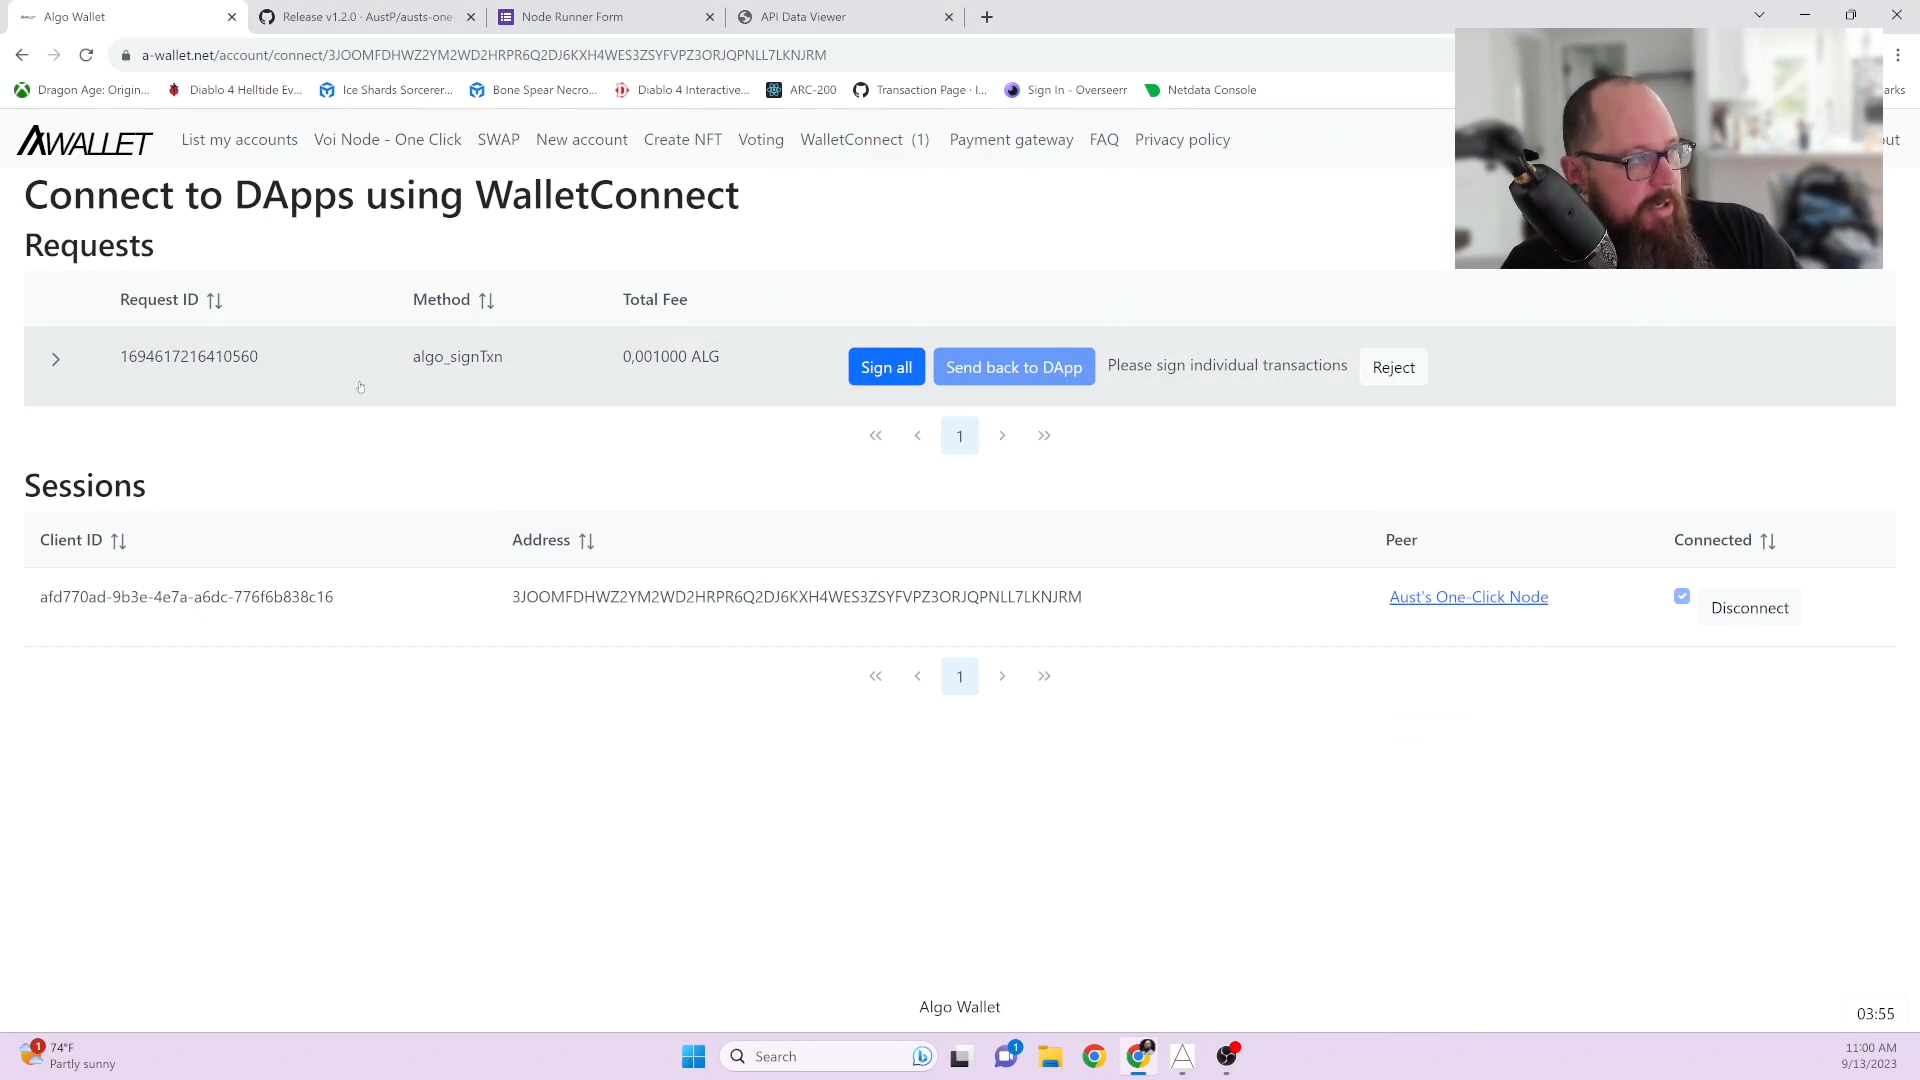 Algo Wallet
Release v1.2.0 · AustP/austs-one-
Node Runner Form
API Data Viewer
a-wallet.net/account/connect/3JOOMFDHWZ2YM2WD2HRPR6Q2DJ6KXH4WES3ZSYFVPZ3ORJQPNLL7LKNJRM
Dragon Age: Origin...
Diablo 4 Helltide Ev...
Ice Shards Sorcerer...
Bone Spear Necro...
Diablo 4 Interactive...
ARC-200
Transaction Page · I...
Sign In - Overseerr
Netdata Console
arks
AWALLET
List my accounts
Voi Node - One Click
SWAP
New account
Create NFT
Voting
WalletConnect (1)
Payment gateway
FAQ
Privacy policy
out
Connect to DApps using WalletConnect
Requests
Request ID
Method
Total Fee
1694617216410560
algo_signTxn
0,001000 ALG
Sign all
Send back to DApp
Please sign individual transactions
Reject
1
Sessions
Client ID
Address
Peer
Connected
afd770ad-9b3e-4e7a-a6dc-776f6b838c16
3JOOMFDHWZ2YM2WD2HRPR6Q2DJ6KXH4WES3ZSYFVPZ3ORJQPNLL7LKNJRM
Aust's One-Click Node
Disconnect
1
Algo Wallet
03:55
1
74°F
Partly sunny
Search
1
11:00 AM
9/13/2023